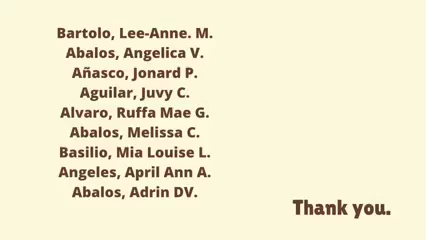 Bartolo, Lee-Anne. M.
Abalos, Angelica V.
Añasco, Jonard P.
Aguilar, Juvy C.
Alvaro, Ruffa Mae G.
Abalos, Melissa C.
Basilio, Mia Louise L.
Angeles, April Ann A.
Abalos, Adrin DV.
Thank you.